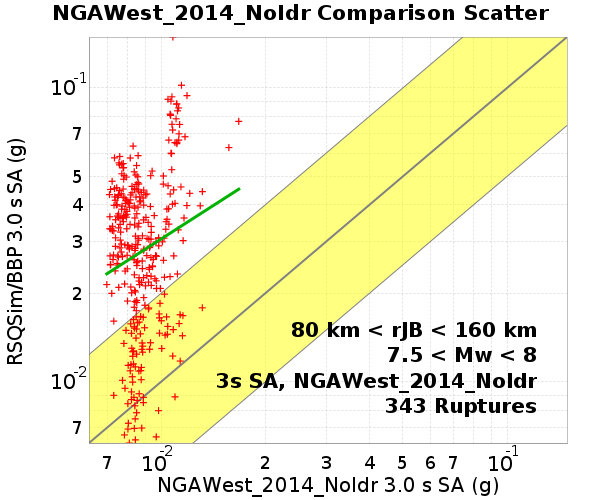 NGAWest_2014_NoIdr Comparison Scatter
RSQSim/BBP 3.0 s SA (g)
10-1
7
5
4
3
2
10-2
7
80 km < rJB < 160 km
7.5 < Mw < 8
3s SA, NGAWest_2014_NoIdr
343 Ruptures
7 10-2 2 3 4 5 6 7 10-1
NGAWest_2014_NoIdr 3.0 s SA (g)